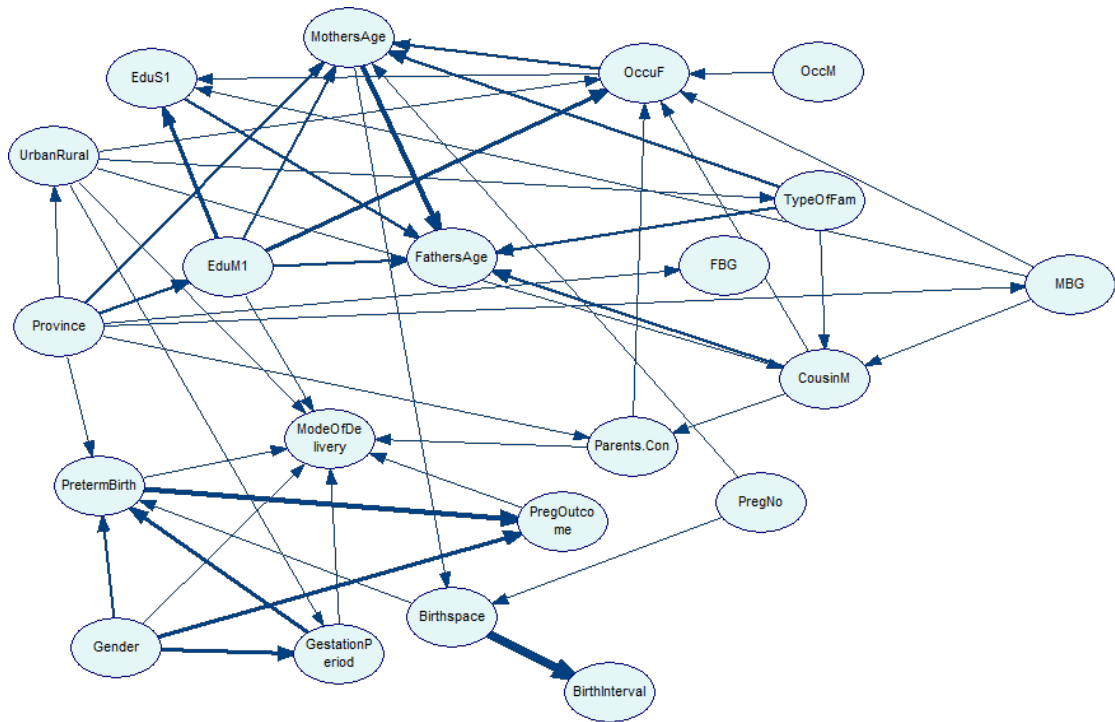 MothersAge
EduS1
OccuF
OccM
UrbanRural
TypeOfFam
EduM1
FathersAge
FBG
MBG
Province
CousinM
ModeOfDe
livery
Parents.Con
PretermBirth
PregOutco
me
PregNo
Birthspace
Gender
GestationP
eriod
BirthInterval